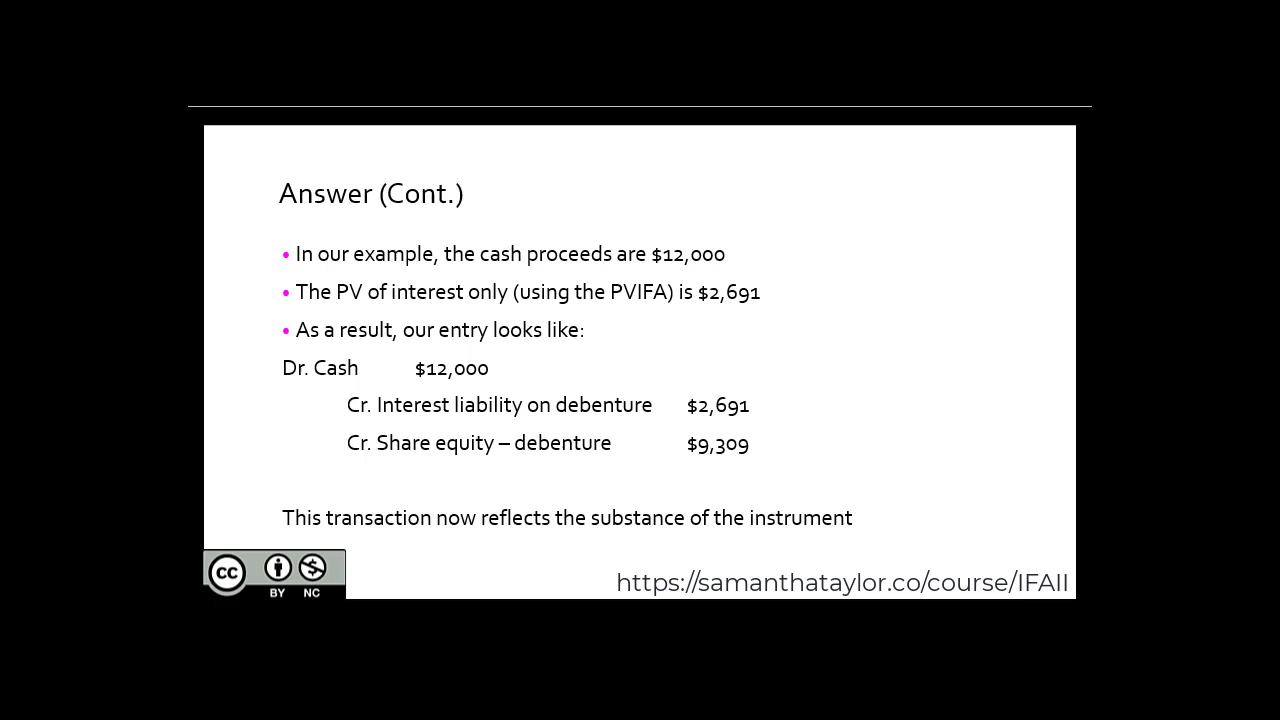 Answer (Cont.)
• In our example, the cash proceeds are $12,000
• The PV of interest only (using the PVIFA) is $2,691
• As a result, our entry looks like:
Dr. Cash $12,000
Cr. Interest liability on debenture $2,691
Cr. Share equity – debenture $9,309
This transaction now reflects the substance of the instrument
cc
BY NC
https://samanthataylor.co/course/IFAII